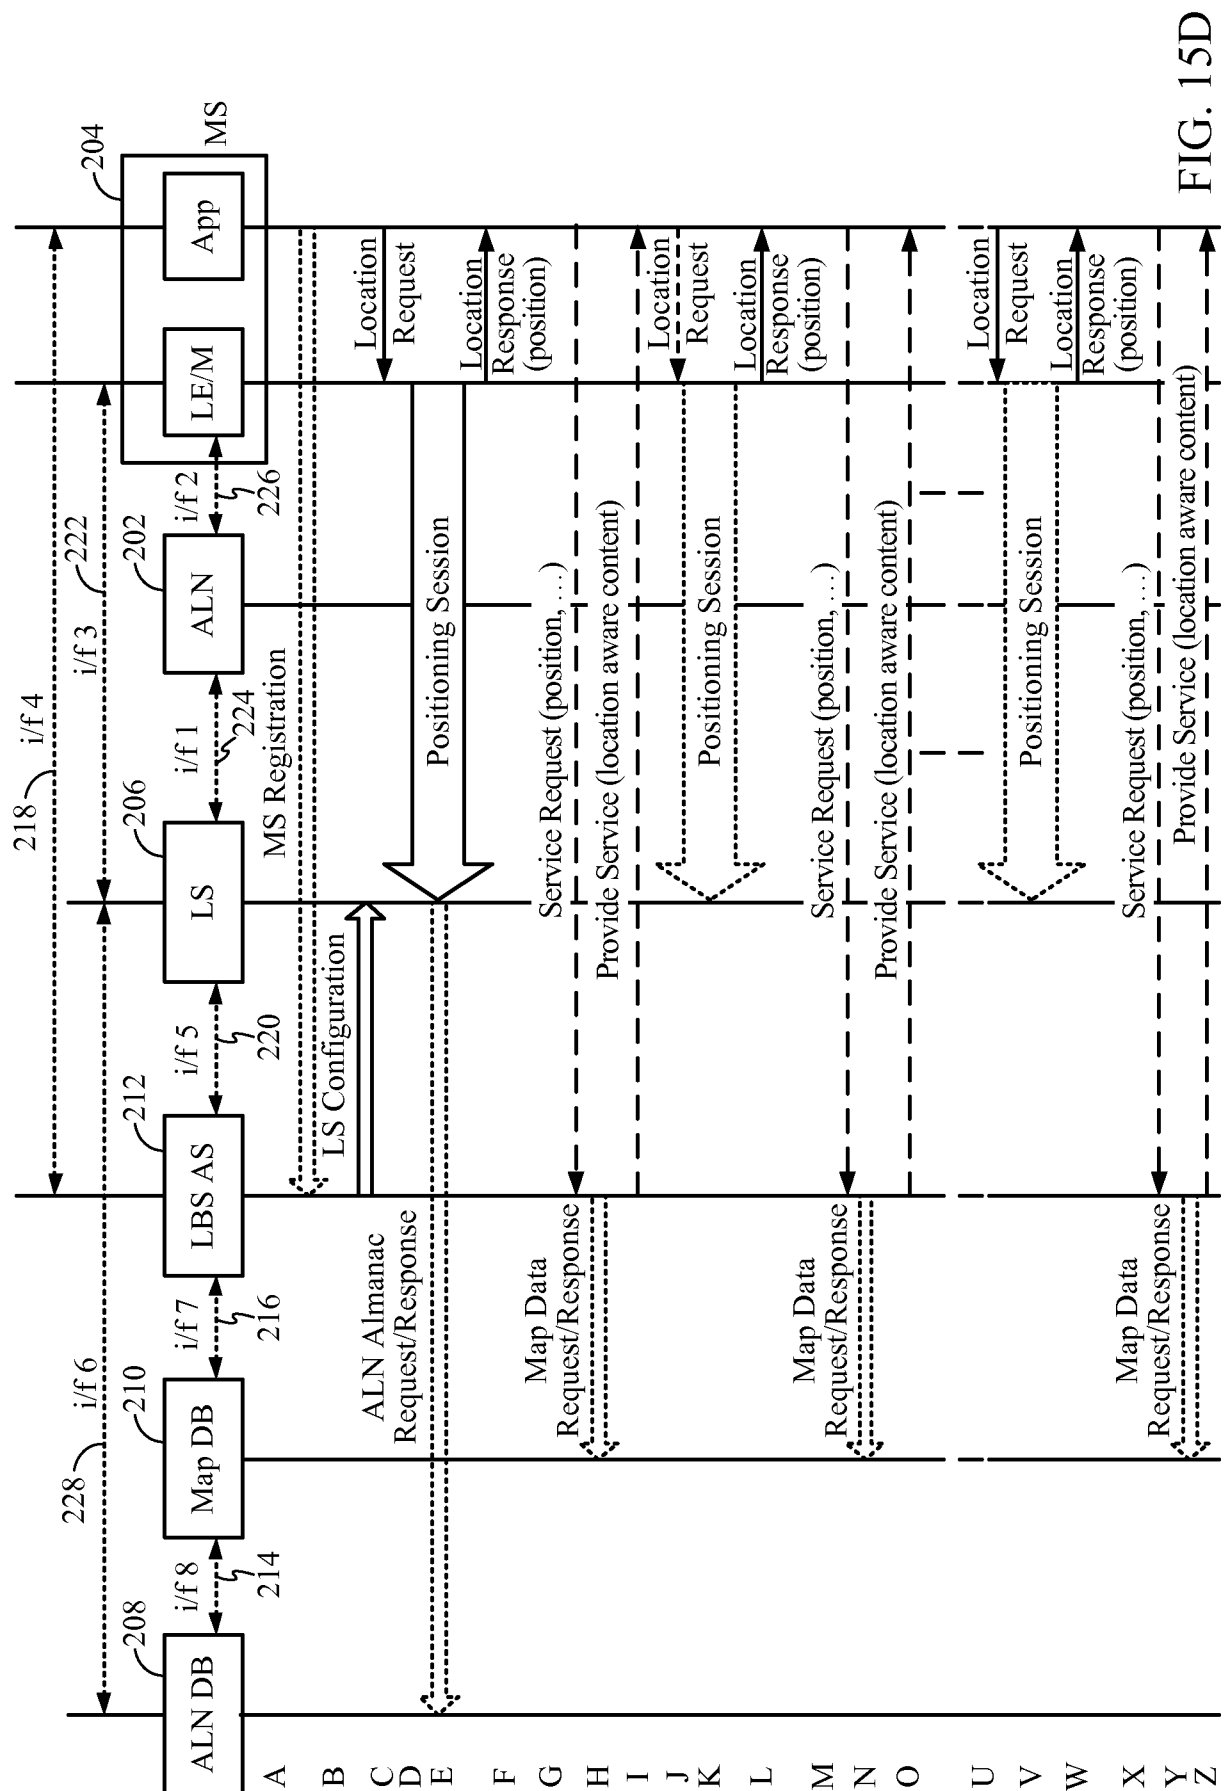 218
i/f 4
228
i/f 6
i/f 3
222
208
i/f 8
214
210
i/f 7
216
212
i/f 5
220
206
i/f 1
224
202
i/f 2
226
204
ALN DB
Map DB
LBS AS
LS
ALN
LE/M
App
MS
A
MS Registration
B
LS Configuration
C
Location
Request
D
ALN Almanac
Request/Response
E
Positioning Session
F
Location
Response
(position)
G
Service Request (position, …)
H
Map Data
Request/Response
I
Provide Service (location aware content)
J
Location
Request
K
Positioning Session
L
Location
Response
(position)
M
Service Request (position, …)
N
Map Data
Request/Response
O
Provide Service (location aware content)
U
Location
Request
V
Positioning Session
W
Location
Response
(position)
X
Service Request (position, …)
Y
Map Data
Request/Response
Z
Provide Service (location aware content)
FIG. 15D